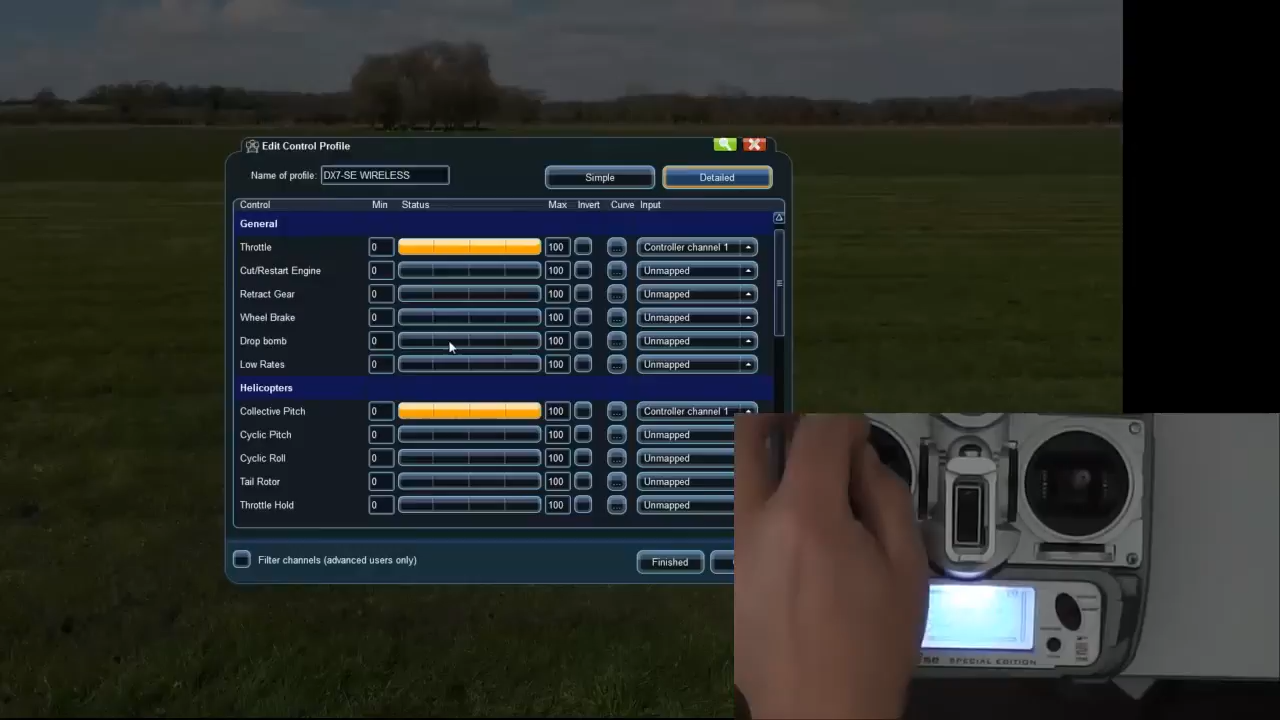 Edit Control Profile
Name of profile: DX7-SE WIRELESS Simple Detailed
Control Min Status Max Invert Curve Input
General
Throttle 0 100 ... Controller channel 1
Cut/Restart Engine 0 100 ... Unmapped
Retract Gear 0 100 ... Unmapped
Wheel Brake 0 100 ... Unmapped
Drop bomb 0 100 ... Unmapped
Low Rates 0 100 ... Unmapped
Helicopters
Collective Pitch 0 100 ... Controller channel 1
Cyclic Pitch 0 100 ... Unmapped
Cyclic Roll 0 100 ... Unmapped
Tail Rotor 0 100 ... Unmapped
Throttle Hold 0 100 ... Unmapped
Filter channels (advanced users only) Finished
SPECIAL EDITION